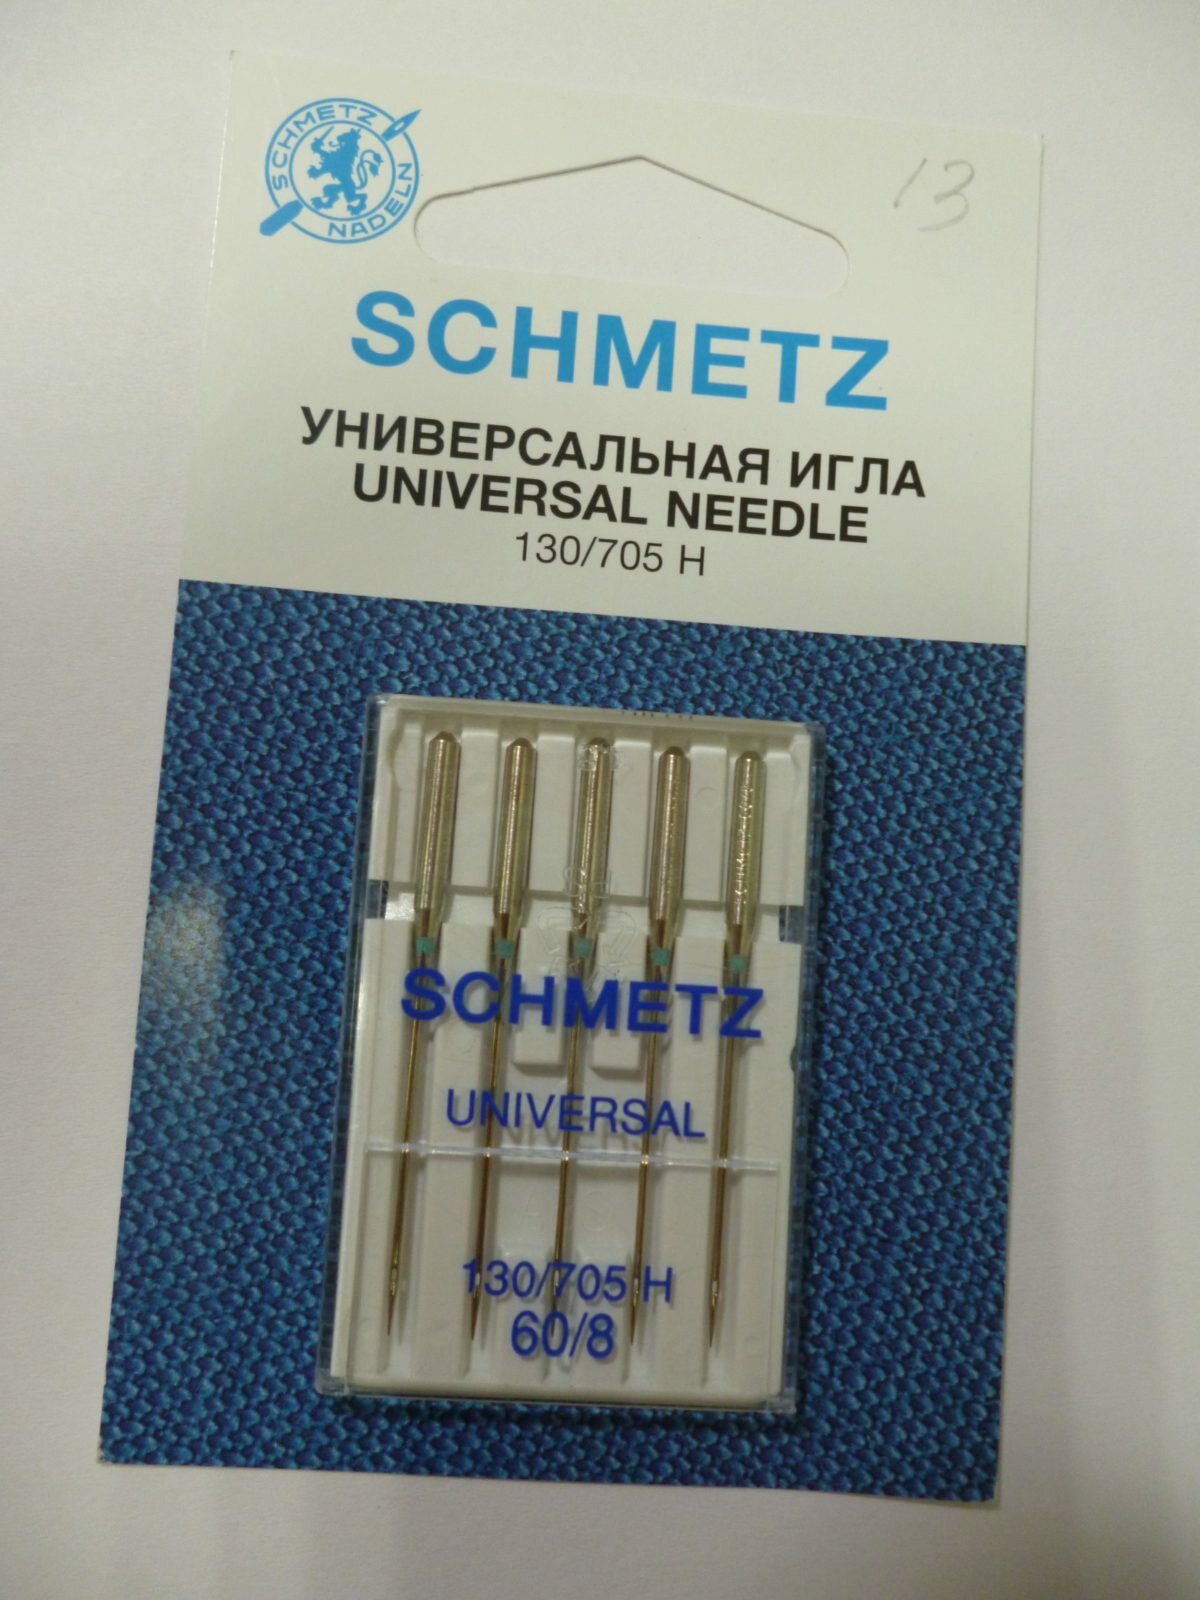 SCHMETZ
NADELN
13
SCHMETZ
УНИВЕРСАЛЬНАЯ ИГЛА
UNIVERSAL NEEDLE
130/705 H
SCHMETZ
UNIVERSAL
130/705 H
60/8